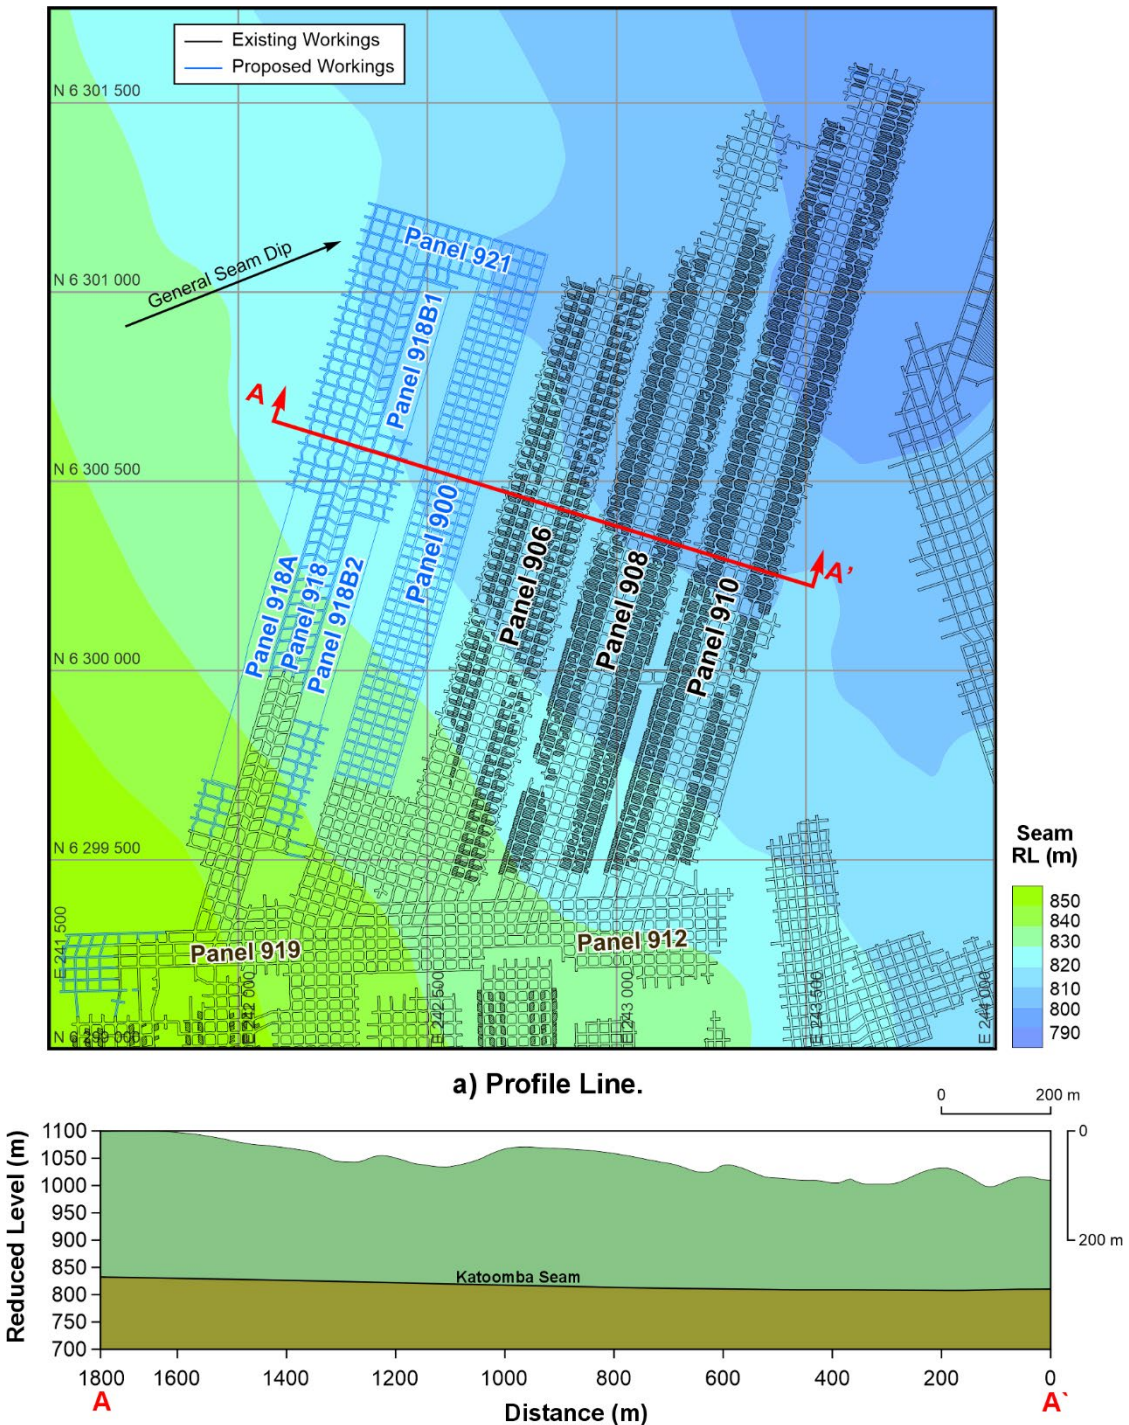 Existing Workings
Proposed Workings
N 6 301 500
N 6 301 000
N 6 300 500
N 6 300 000
N 6 299 500
N 6 299 000
E 241 500
E 242 000
E 242 500
E 243 000
E 243 500
E 244 000
General Seam Dip
Panel 921
Panel 918B1
A
A'
Panel 900
Panel 906
Panel 908
Panel 910
Panel 918A
Panel 918
Panel 918B2
Panel 919
Panel 912
Seam
RL (m)
850
840
830
820
810
800
790
a) Profile Line.
0 200 m
Reduced Level (m)
1100
1050
1000
950
900
850
800
750
700
Katoomba Seam
0
200 m
1800 1600 1400 1200 1000 800 600 400 200 0
A A`
Distance (m)